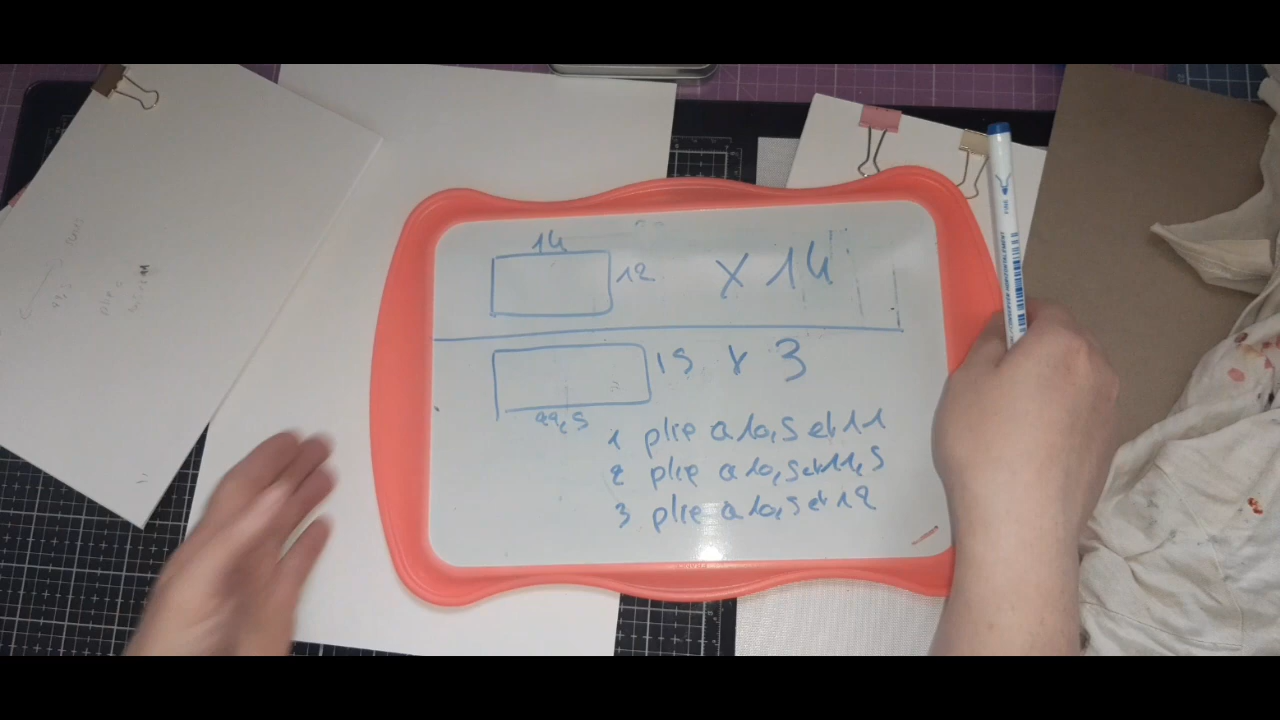 14
12 x 14
15 x 3
22,5
1 plie a 10,5 et 11
2 plie a 10,5 et 11,5
3 plie a 10,5 et 12
FINE